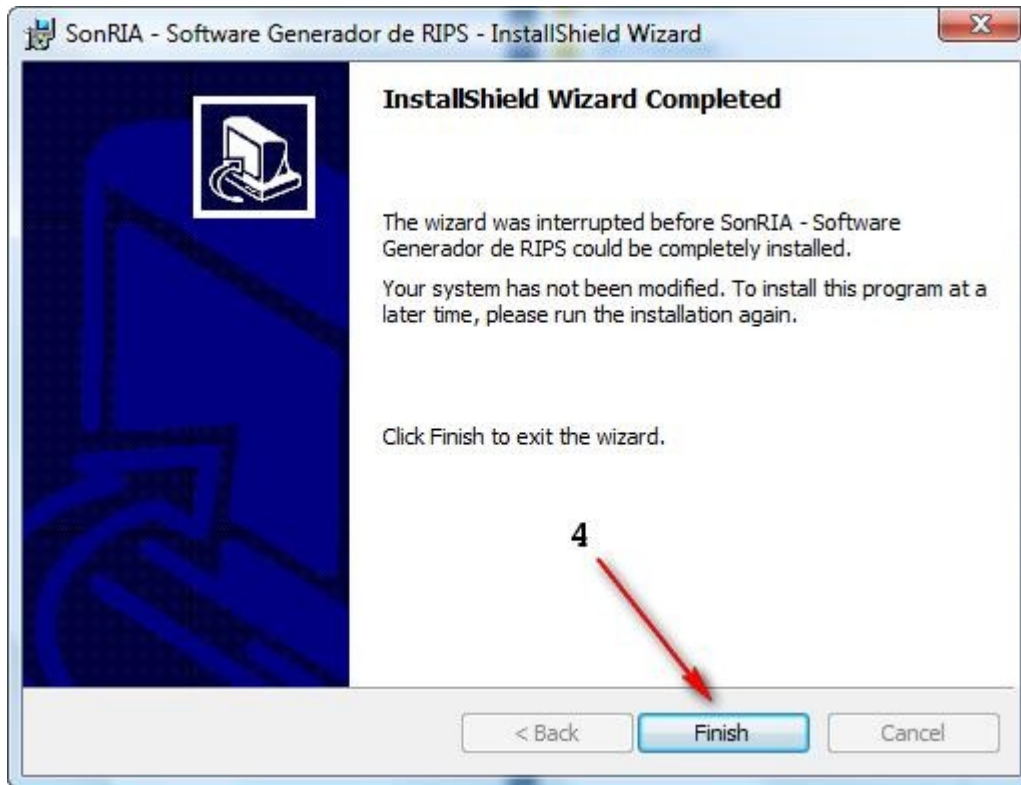 SonRIA - Software Generador de RIPS - InstallShield Wizard
InstallShield Wizard Completed
The wizard was interrupted before SonRIA - Software
Generador de RIPS could be completely installed.
Your system has not been modified. To install this program at a
later time, please run the installation again.
Click Finish to exit the wizard.
4
< Back Finish Cancel